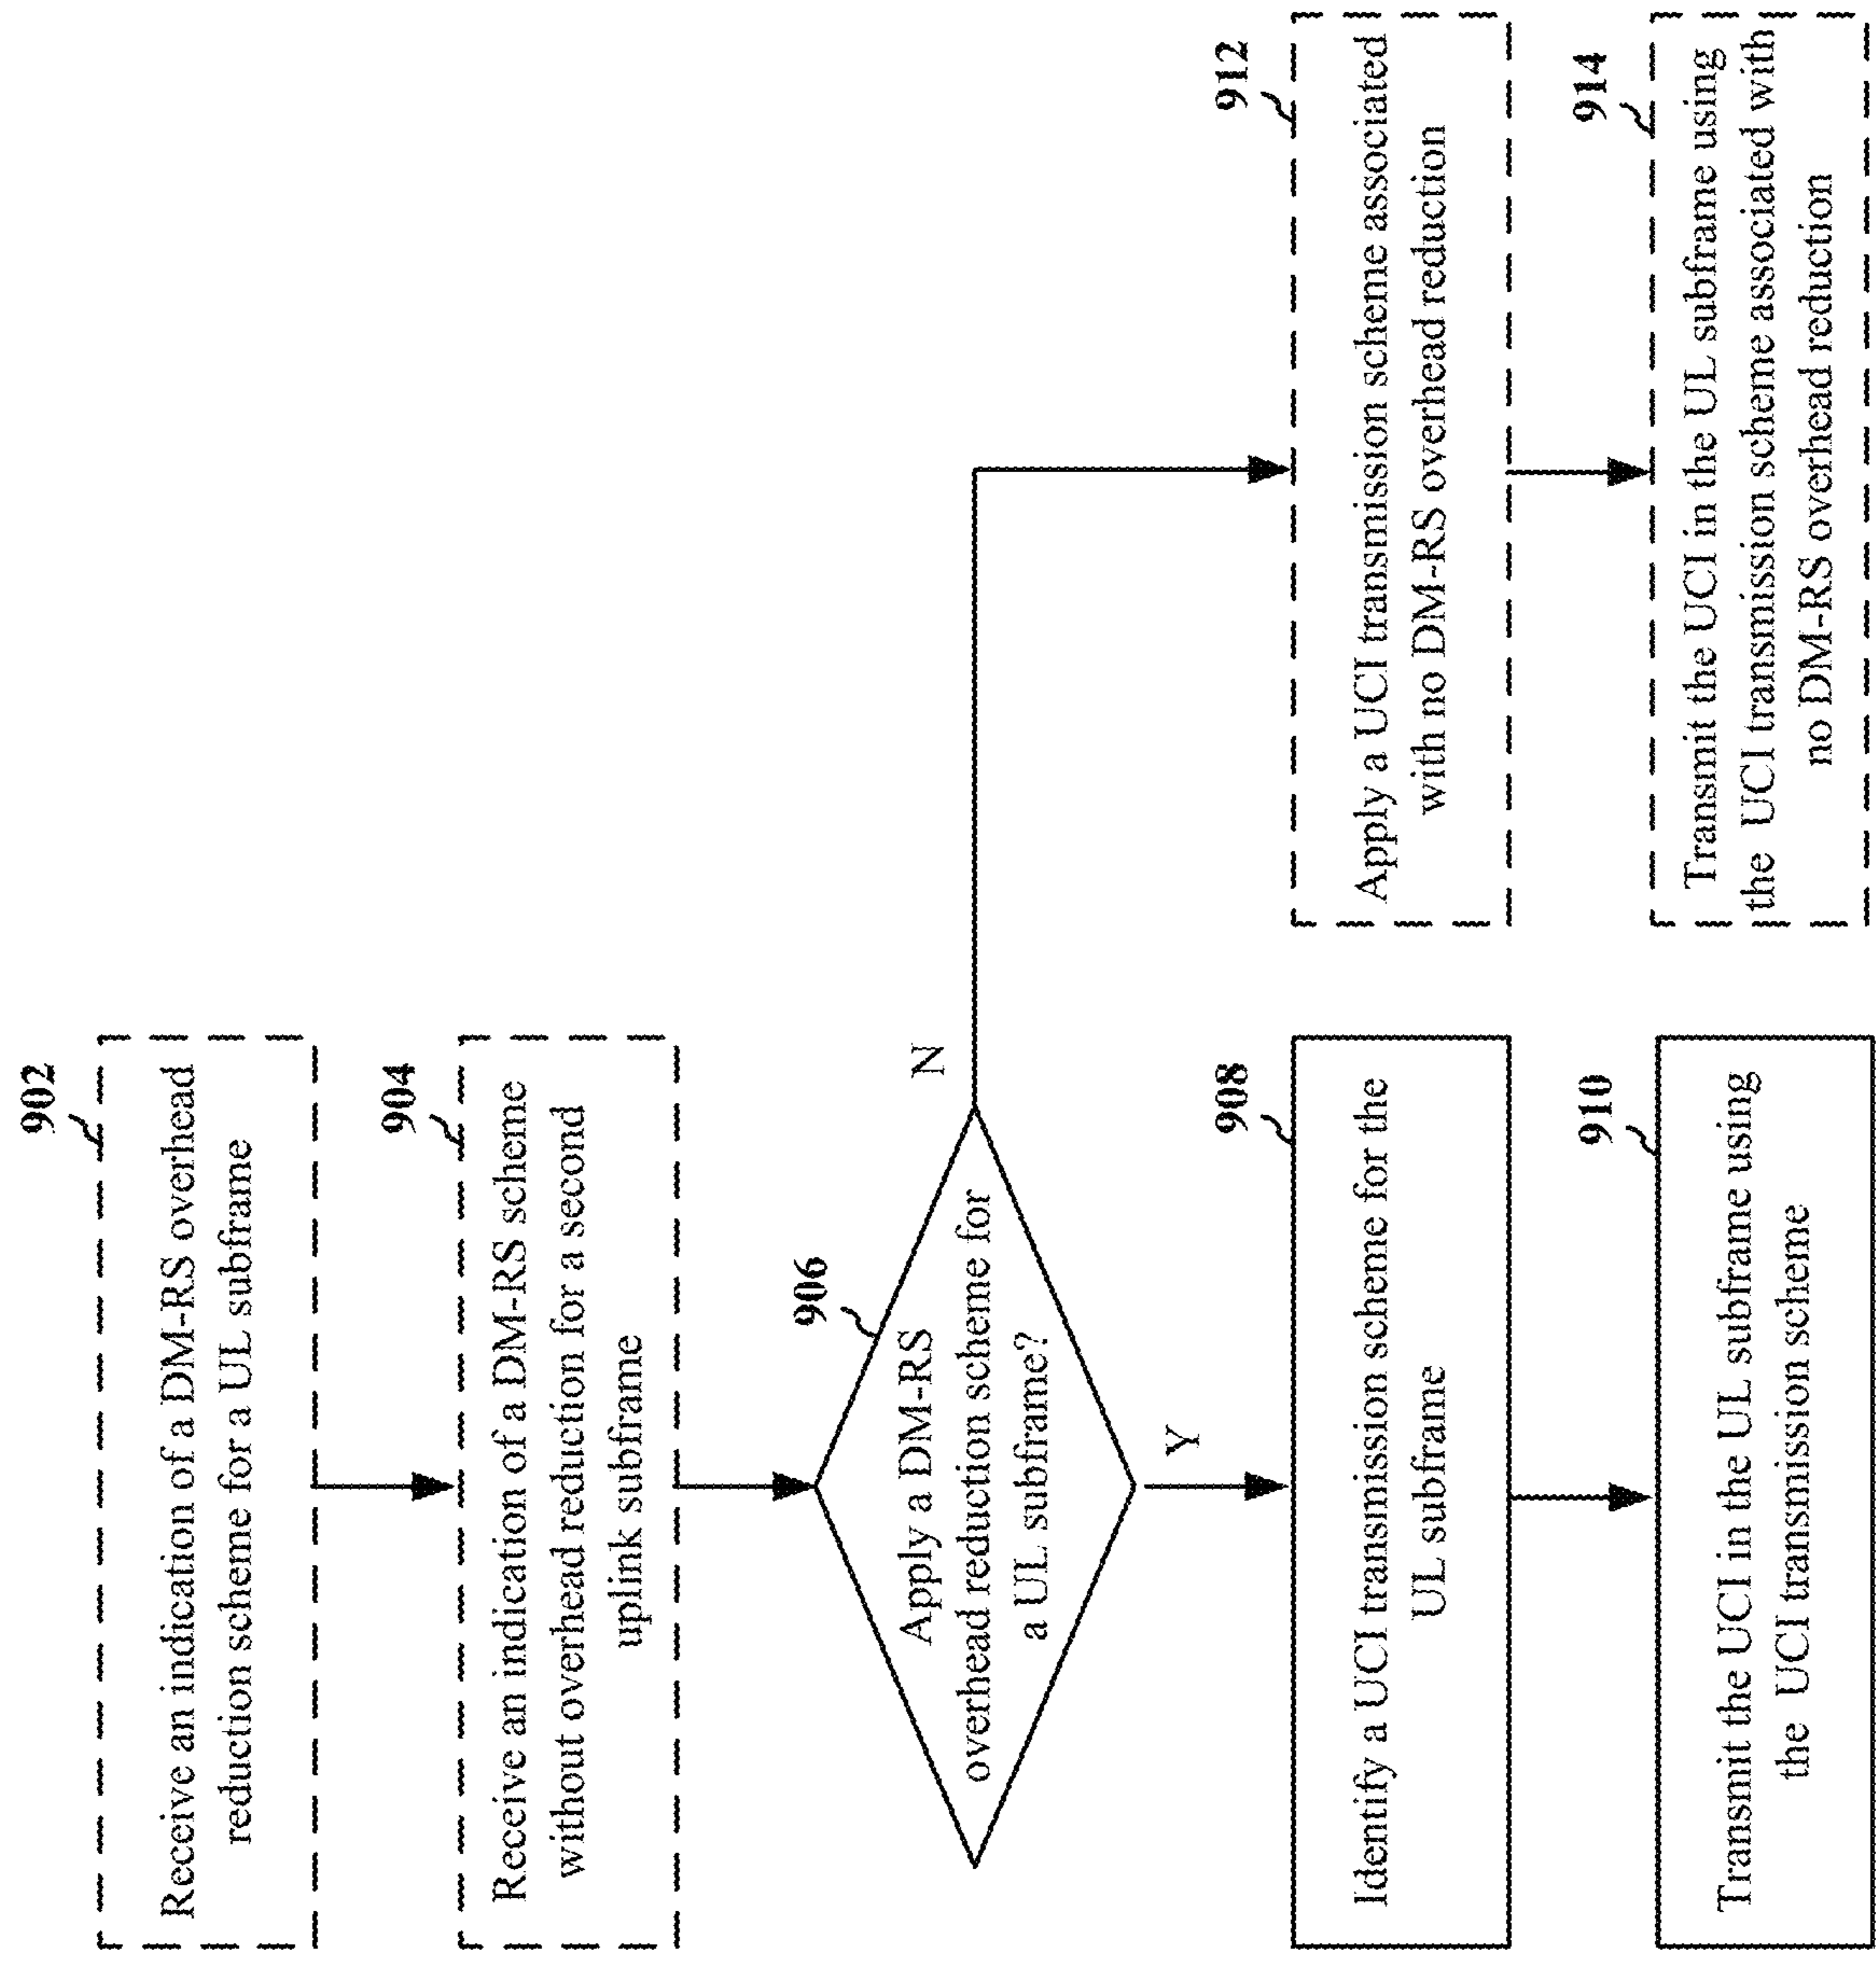 902
Receive an indication of a DM-RS overhead
reduction scheme for a UL subframe
904
Receive an indication of a DM-RS scheme
without overhead reduction for a second
uplink subframe
906
Apply a DM-RS
overhead reduction scheme for
a UL subframe?
N
Y
908
Identify a UCI transmission scheme for the
UL subframe
910
Transmit the UCI in the UL subframe using
the UCI transmission scheme
912
Apply a UCI transmission scheme associated
with no DM-RS overhead reduction
914
Transmit the UCI in the UL subframe using
the UCI transmission scheme associated with
no DM-RS overhead reduction